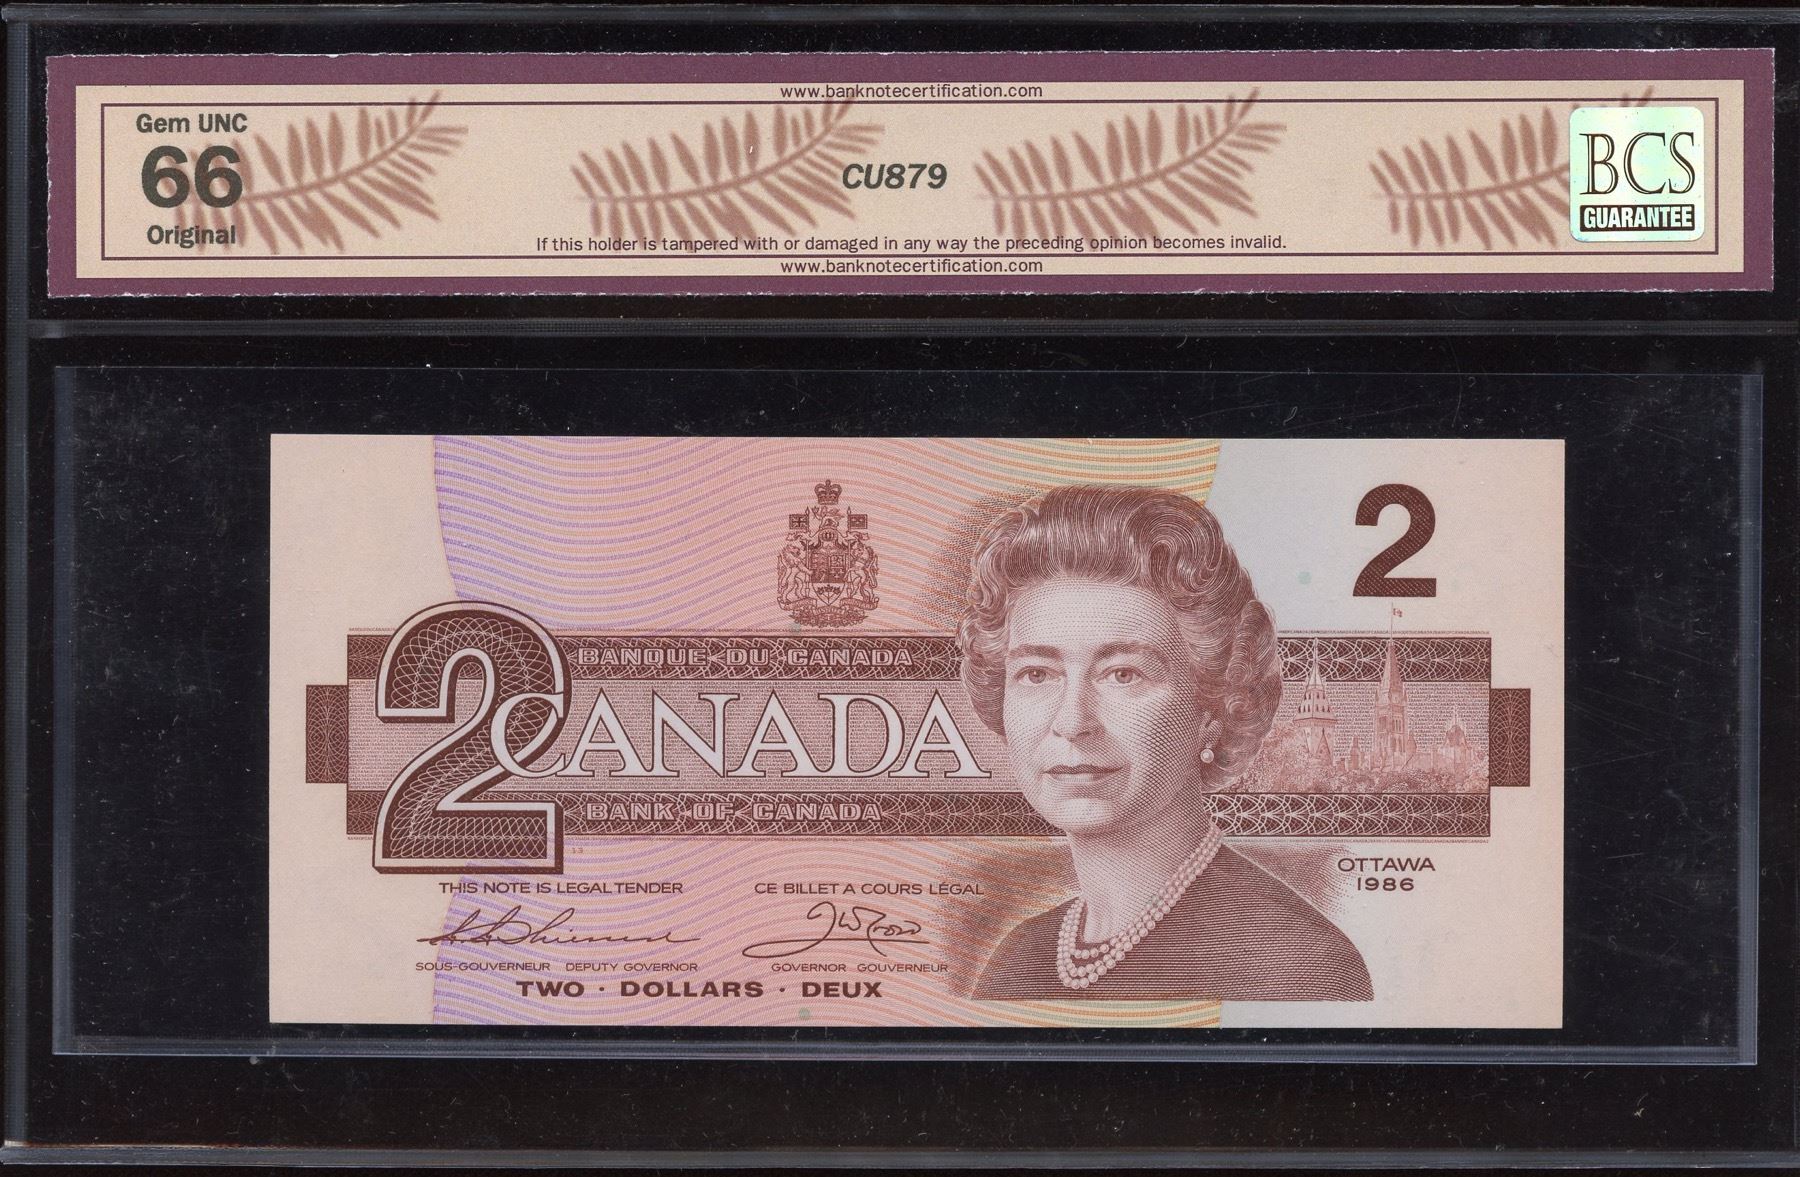 www.banknotecertification.com
Gem UNC
66
Original
CU879
BCS
GUARANTEE
If this holder is tampered with or damaged in any way the preceding opinion becomes invalid.
www.banknotecertification.com
2
BANQUE DU CANADA
2
CANADA
BANK OF CANADA
13
OTTAWA
1986
THIS NOTE IS LEGAL TENDER
CE BILLET A COURS LÉGAL
SOUS-GOUVERNEUR DEPUTY GOVERNOR
GOVERNOR GOUVERNEUR
TWO · DOLLARS · DEUX